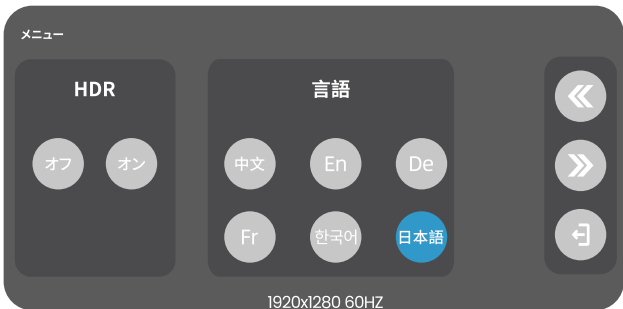 メニュー
HDR
オフ オン
言語
中文 En De
Fr 한국어 日本語
1920x1280 60HZ